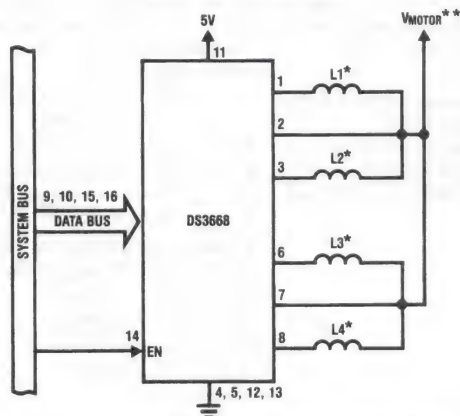 5V
VMOTOR**
11
1
L1*
2
3
L2*
SYSTEM BUS
9, 10, 15, 16
DATA BUS
DS3668
6
L3*
7
14
EN
8
L4*
4, 5, 12, 13